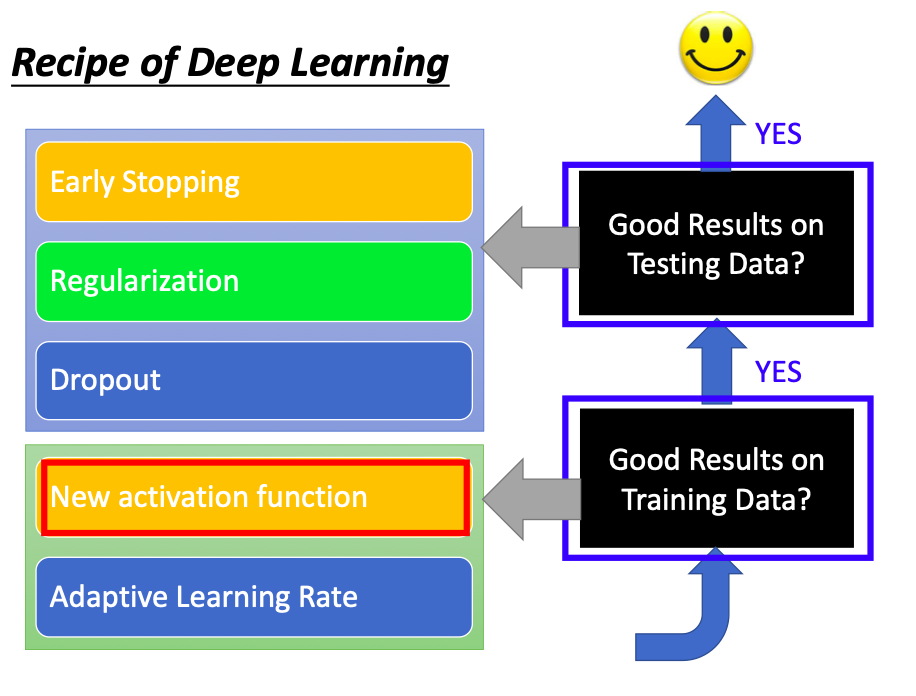 Recipe of Deep Learning
YES
Early Stopping
Good Results on
Testing Data?
Regularization
Dropout
YES
New activation function
Good Results on
Training Data?
Adaptive Learning Rate